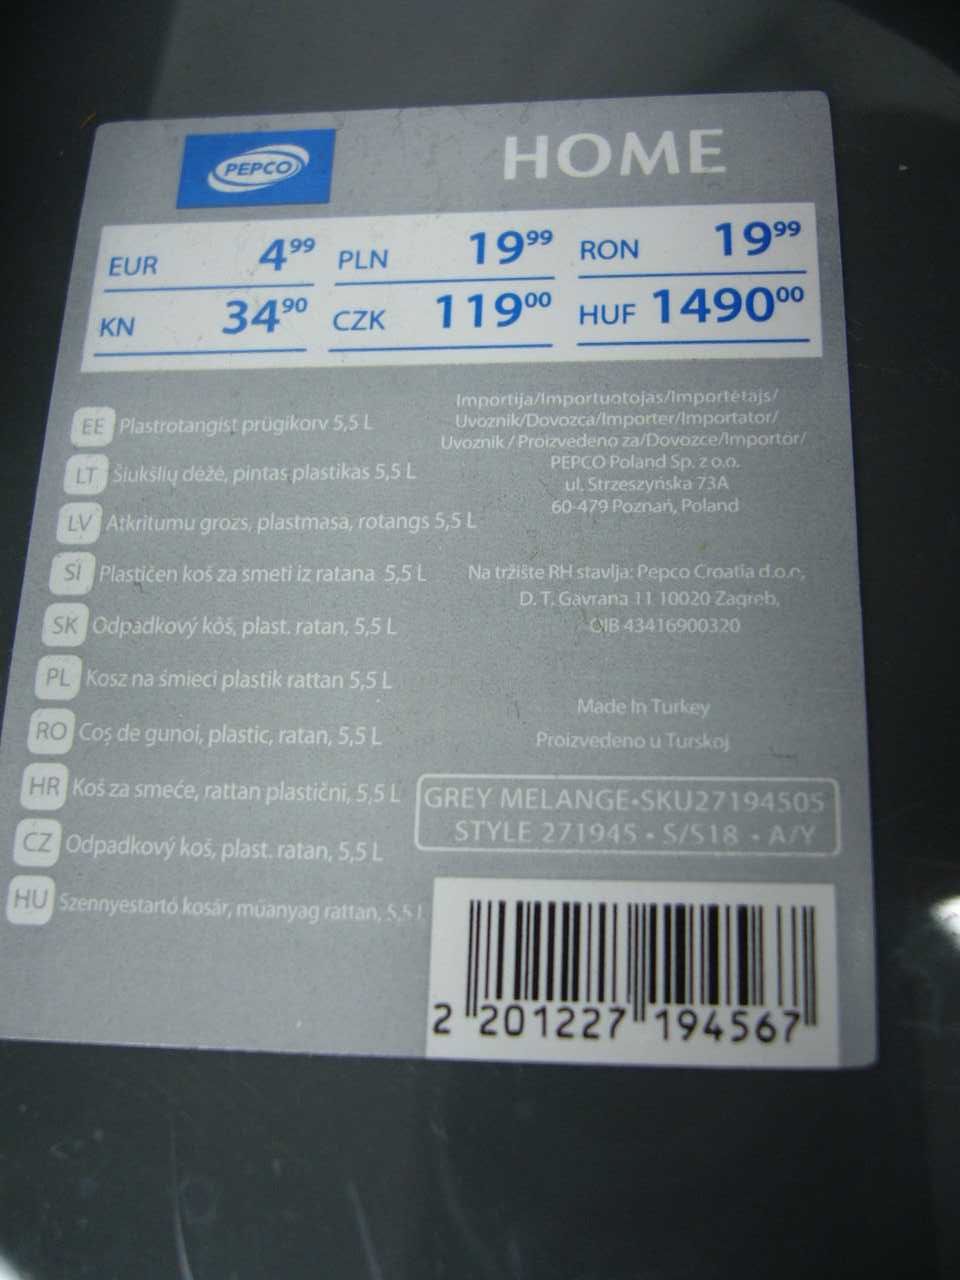 PEPCO
HOME
EUR 4⁹⁹ PLN 19⁹⁹ RON 19⁹⁹
KN 34⁹⁰ CZK 119⁰⁰ HUF 1490⁰⁰
EE Plastrotangist prügikorv 5,5 L
LT Šiukšlių dėžė, pintas plastikas 5,5 L
LV Atkritumu grozs, plastmasa, rotangs 5,5 L
SI Plastičen koš za smeti iz ratana 5,5 L
SK Odpadkový kôš, plast. ratan, 5,5 L
PL Kosz na śmieci plastik rattan 5,5 L
RO Coș de gunoi, plastic, ratan, 5,5 L
HR Koš za smeće, rattan plastični, 5,5 L
CZ Odpadkový koš, plast. ratan, 5,5 L
HU Szennyestartó kosár, műanyag rattan, 5,5 l
Importija/Importuotojas/Importētājs/
Uvoznik/Dovozca/Importer/Importator/
Uvoznik / Proizvedeno za/Dovozce/Importőr/
PEPCO Poland Sp. z o.o.
ul. Strzeszyńska 73A
60-479 Poznań, Poland
Na tržište RH stavlja: Pepco Croatia d.o.o,
D. T. Gavrana 11 10020 Zagreb,
OIB 43416900320
Made In Turkey
Proizvedeno u Turskoj
GREY MELANGE•SKU27194505
STYLE 271945 • S/S18 • A/Y
2 201227 194567